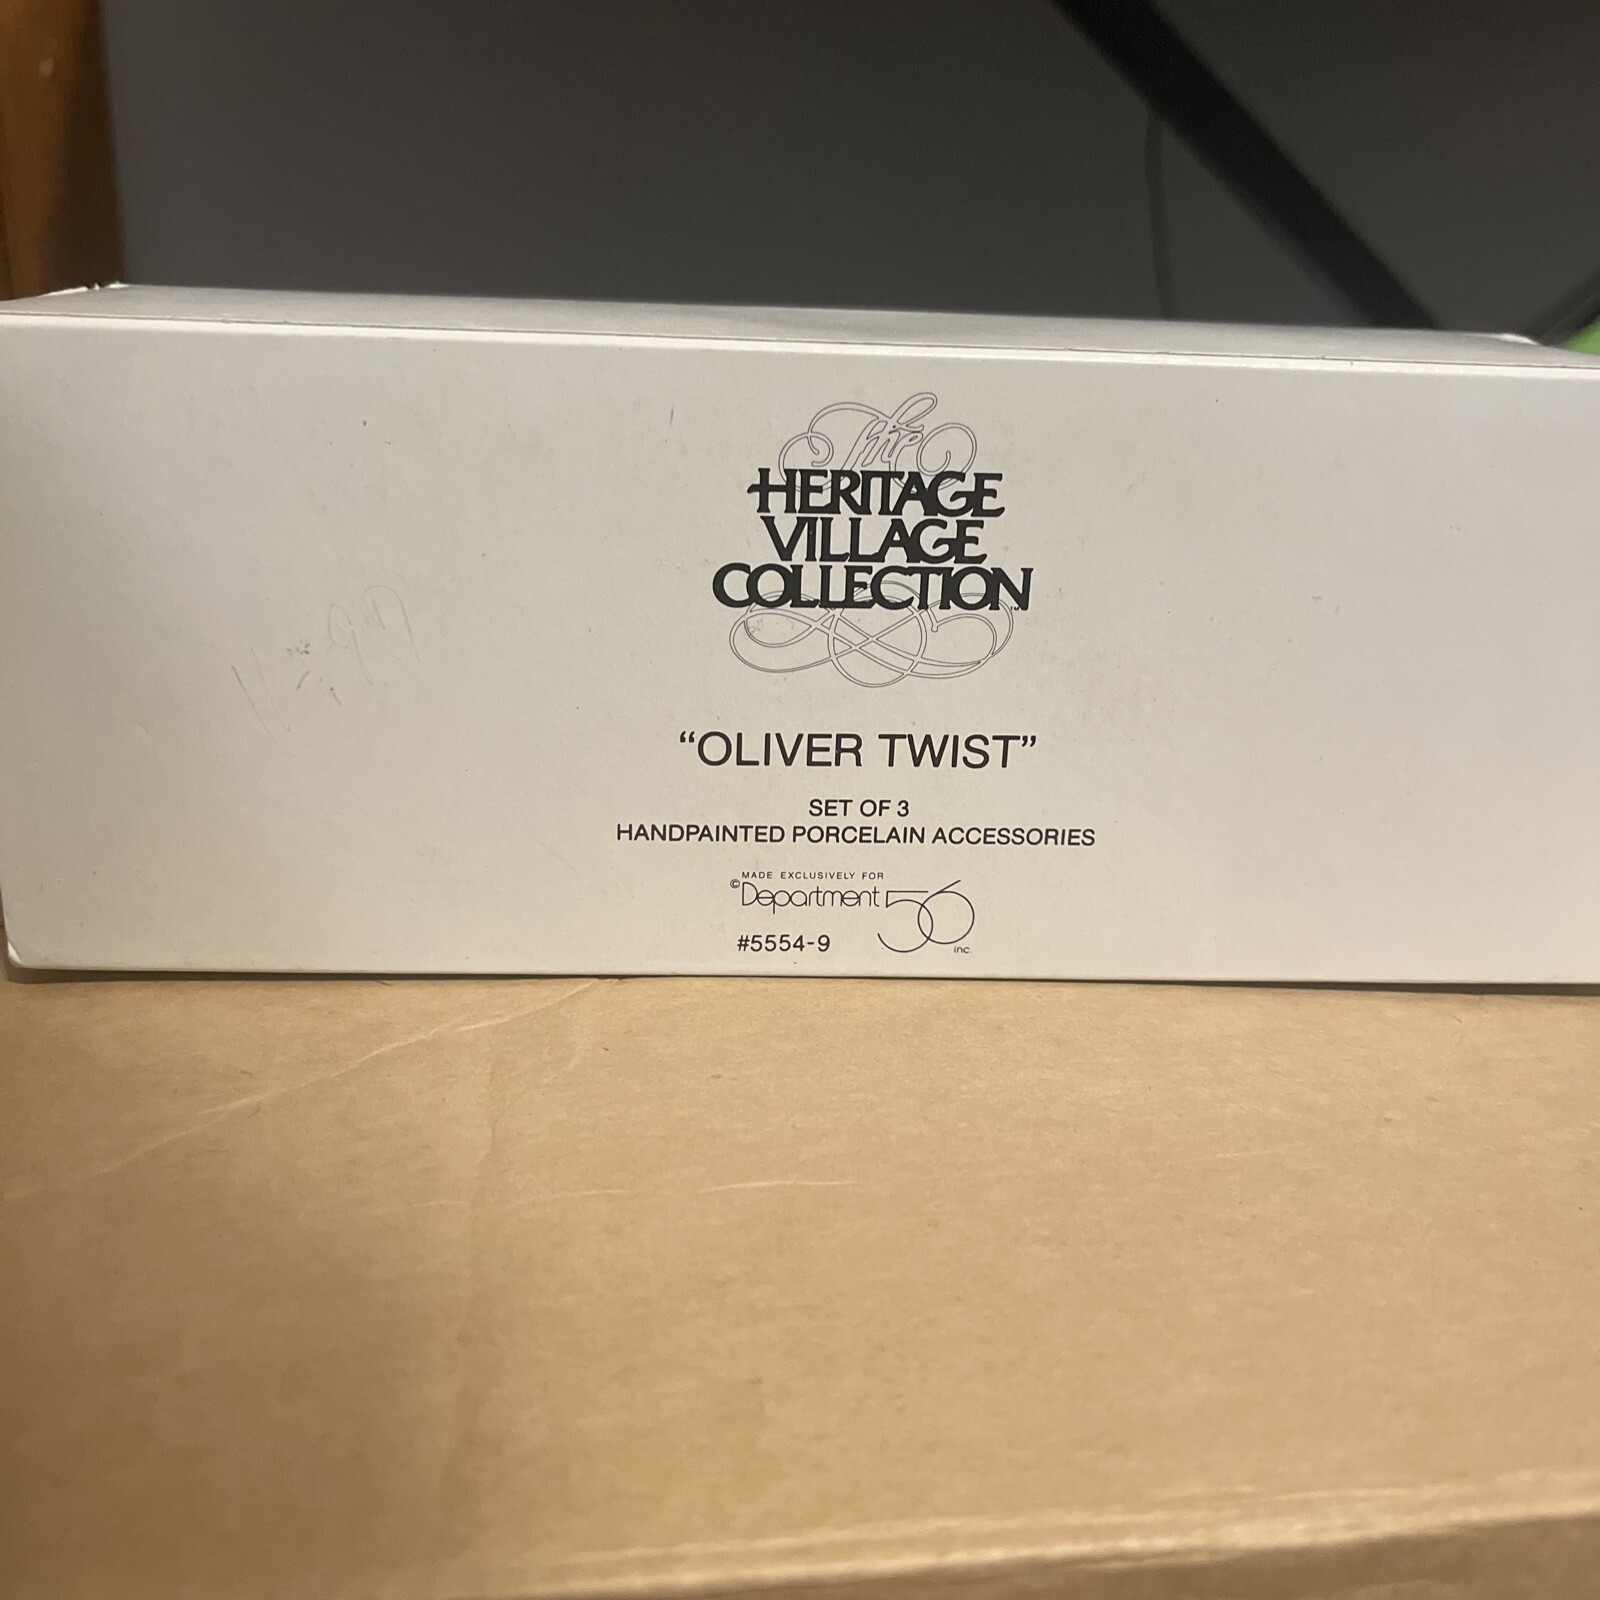 The
HERITAGE
VILLAGE
COLLECTION™
“OLIVER TWIST”
SET OF 3
HANDPAINTED PORCELAIN ACCESSORIES
MADE EXCLUSIVELY FOR
© Department 56 inc.
#5554-9